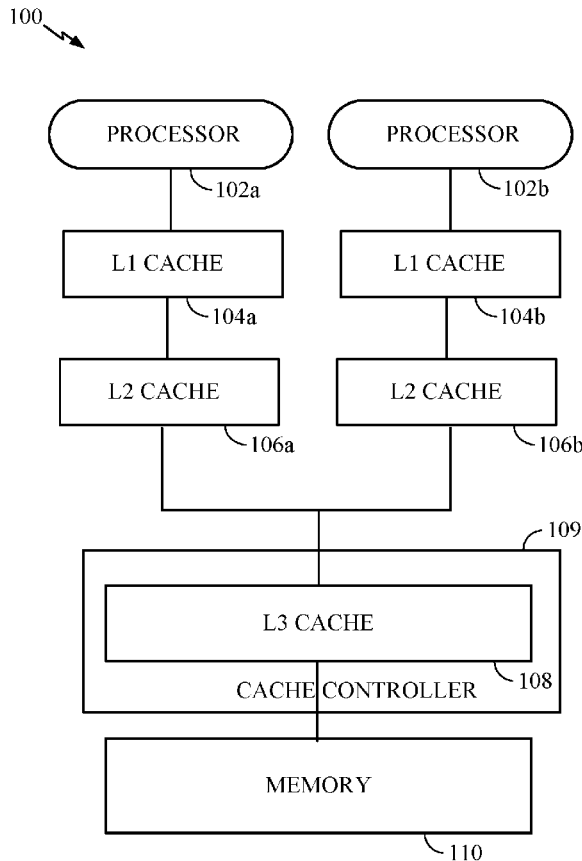 100
PROCESSOR
PROCESSOR
102a
102b
L1 CACHE
L1 CACHE
104a
104b
L2 CACHE
L2 CACHE
106a
106b
109
L3 CACHE
108
CACHE CONTROLLER
MEMORY
110